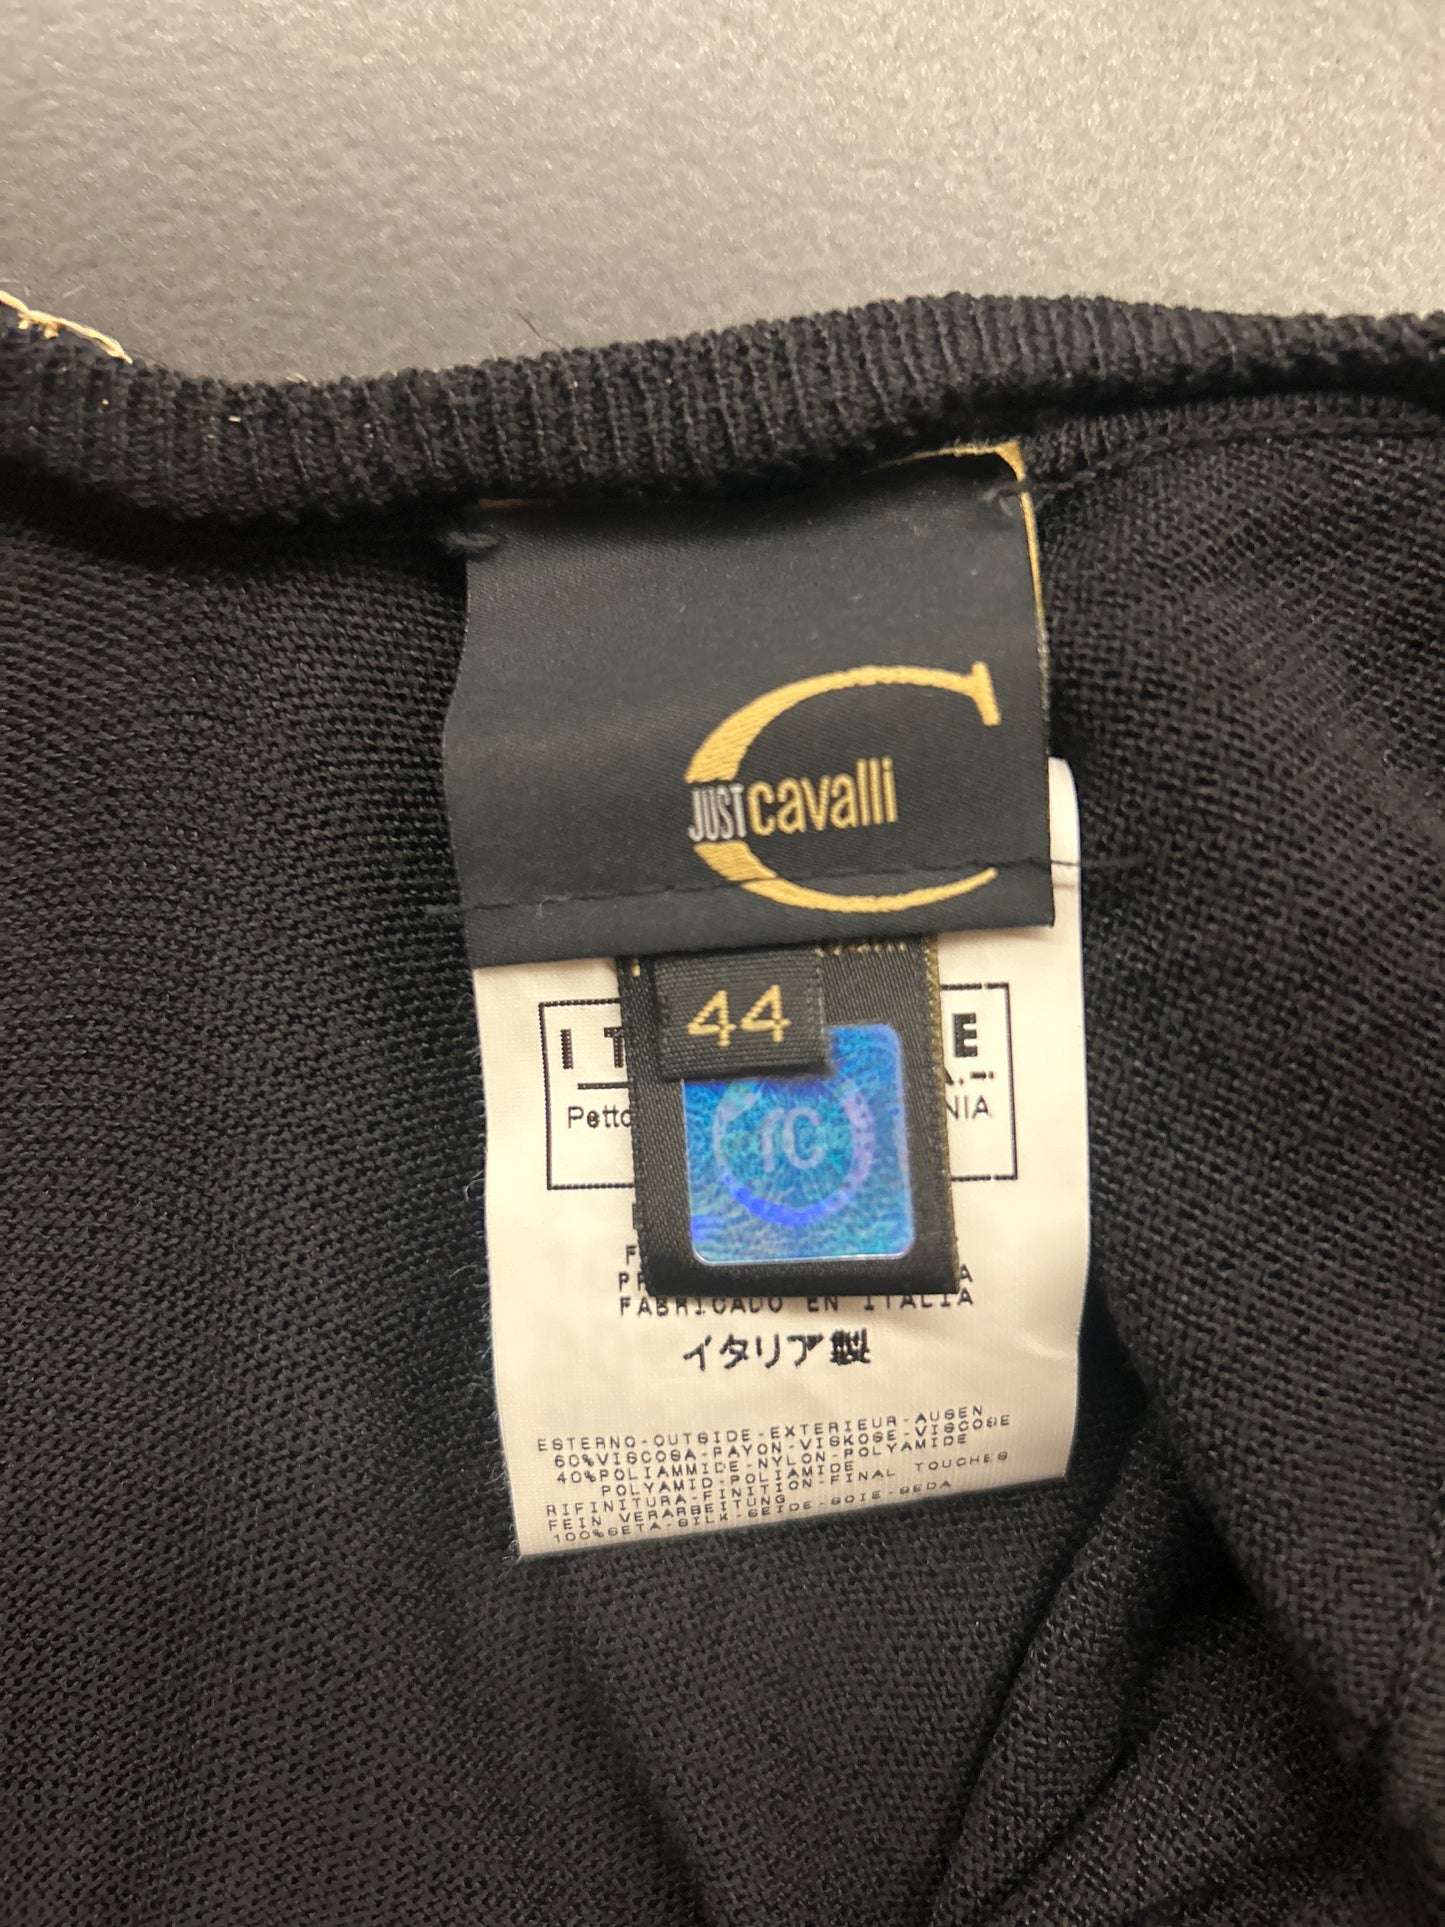 JUST cavalli
44
Petto
NIA
FABRICADO EN ITALIA
イタリア製
ESTERNO-OUTSIDE-EXTERIEUR-AUSEN
60%VISCOSA-RAYON-VISKOSE-VISCOSE
40%POLIAMMIDE-NYLON-POLYAMIDE
POLYAMID-POLIAMIDE
RIFINITURA-FINITION-FINAL TOUCHES
FEIN VERARBEITUNG
100%SETA-SILK-SEIDE-SOIE-SEDA